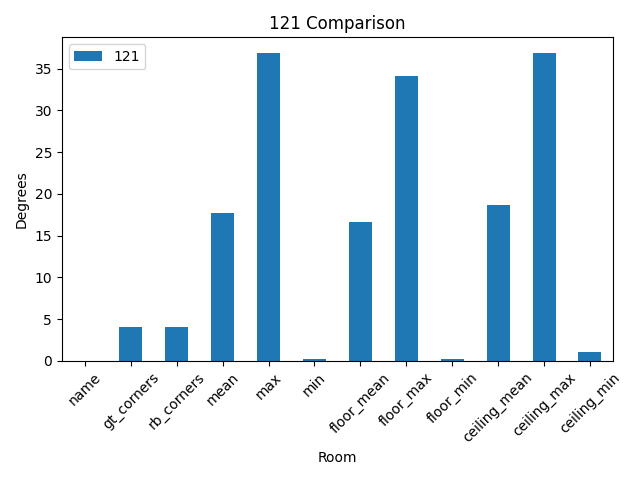 121 Comparison
121
Degrees
35
30
25
20
15
10
5
0
name
gt_corners
rb_corners
mean
max
min
floor_mean
floor_max
floor_min
ceiling_mean
ceiling_max
ceiling_min
Room